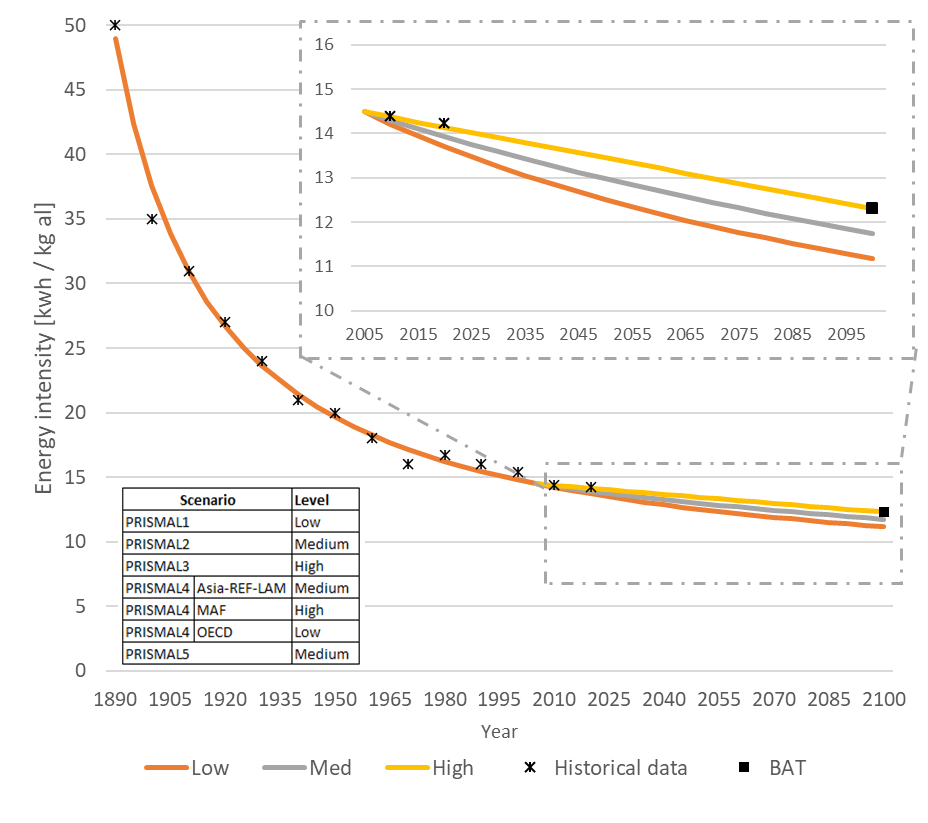 50
45
40
35
30
25
20
15
10
5
0
Energy intensity [kwh / kg al]
16
15
14
13
12
11
10
2005 2015 2025 2035 2045 2055 2065 2075 2085 2095
Scenario Level
PRISMAL1 Low
PRISMAL2 Medium
PRISMAL3 High
PRISMAL4 Asia-REF-LAM Medium
PRISMAL4 MAF High
PRISMAL4 OECD Low
PRISMAL5 Medium
1890 1905 1920 1935 1950 1965 1980 1995 2010 2025 2040 2055 2070 2085 2100
Year
Low Med High Historical data BAT